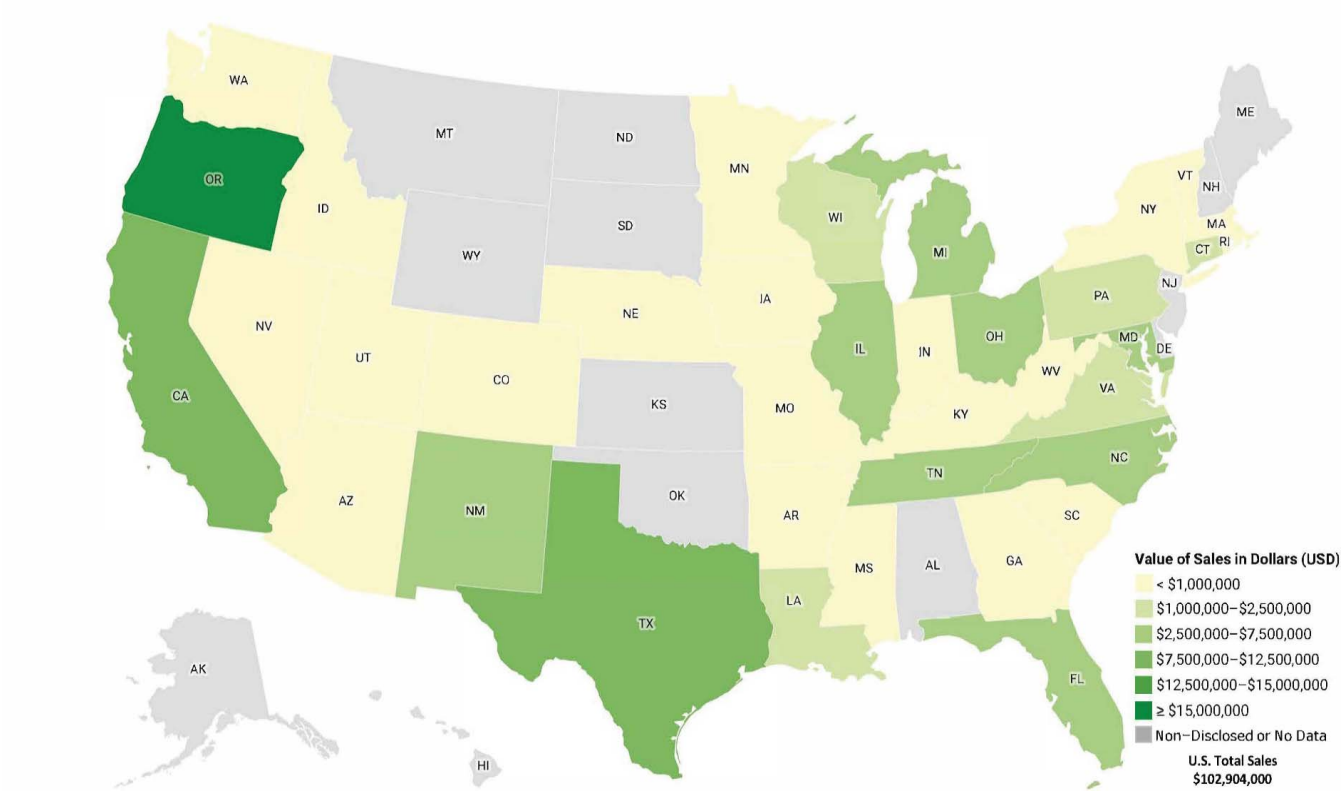 WA
ME
MT
ND
MN
VT
OR
NH
ID
NY
WI
SD
MA
RI
CT
MI
WY
NJ
PA
IA
NE
NV
OH
MD
IL
IN
DE
UT
WV
CO
VA
CA
KS
MO
KY
NC
TN
OK
AZ
NM
AR
SC
GA
MS
AL
LA
TX
AK
FL
HI
Value of Sales in Dollars (USD)
< $1,000,000
$1,000,000–$2,500,000
$2,500,000–$7,500,000
$7,500,000–$12,500,000
$12,500,000–$15,000,000
≥ $15,000,000
Non–Disclosed or No Data
U.S. Total Sales
$102,904,000